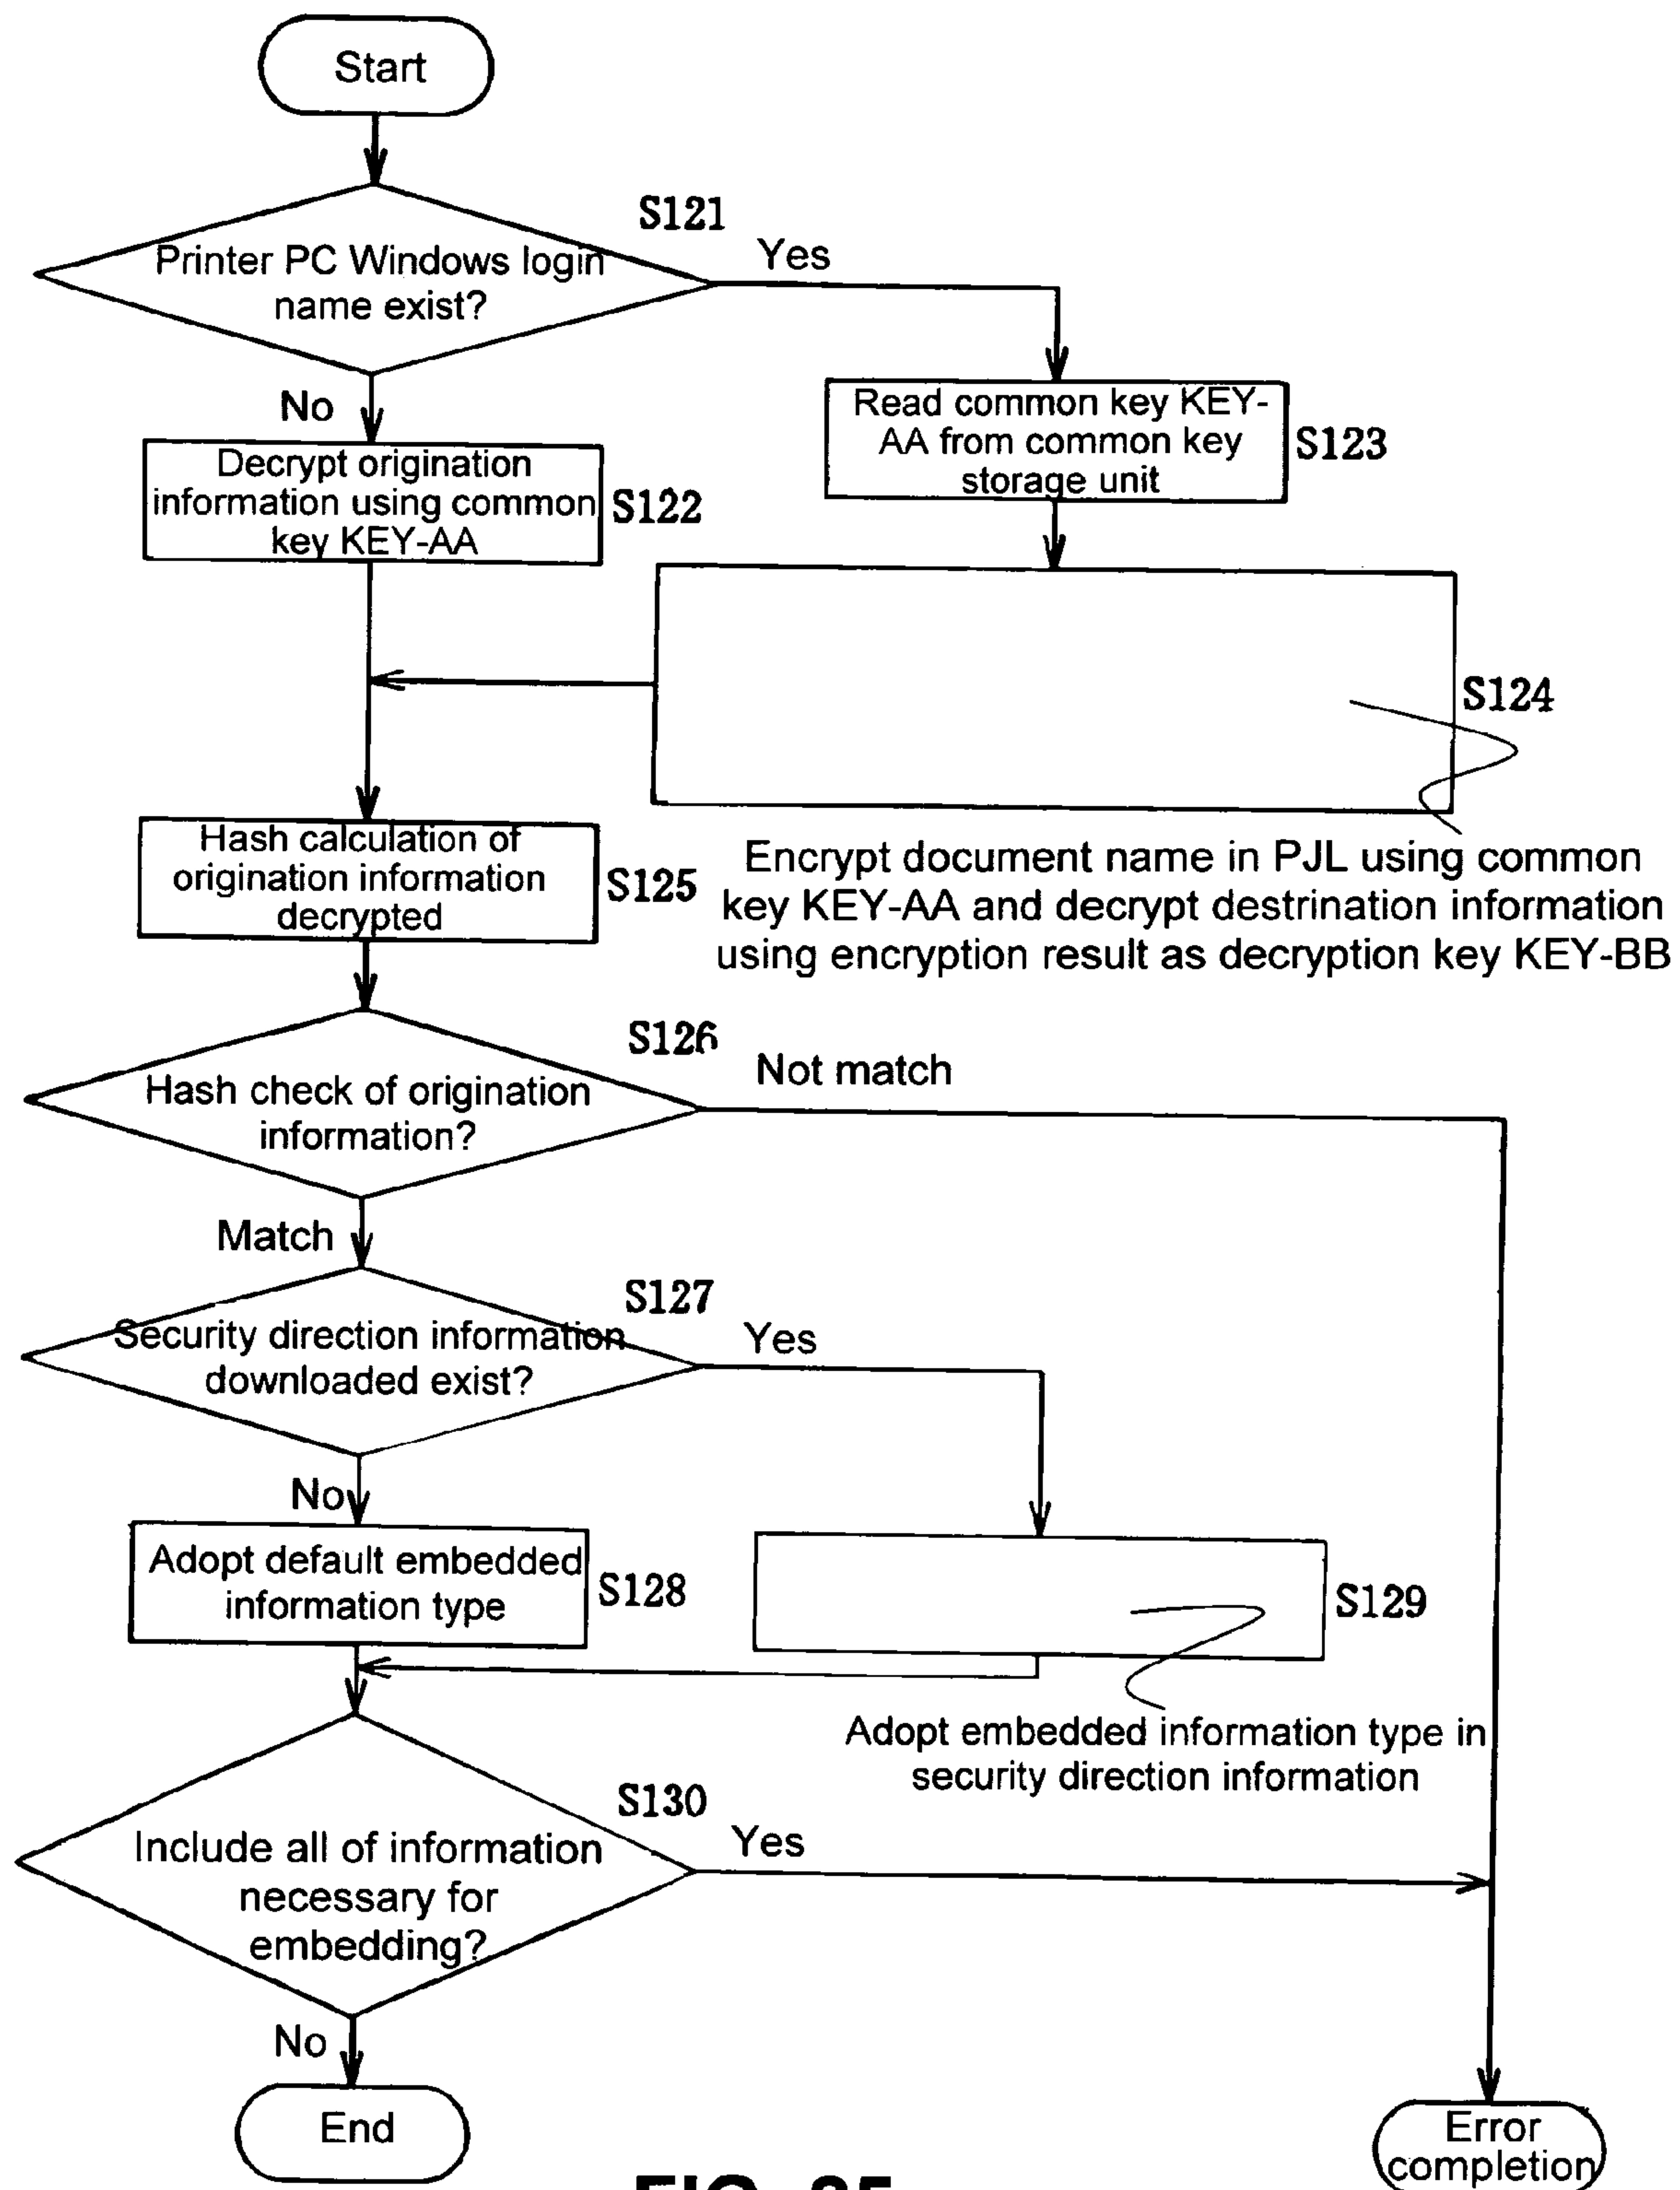 Start
S121
Printer PC Windows login
name exist?
Yes
No
Read common key KEY-
AA from common key
storage unit
S123
Decrypt origination
information using common
key KEY-AA
S122
S124
Encrypt document name in PJL using common
key KEY-AA and decrypt destrination information
using encryption result as decryption key KEY-BB
Hash calculation of
origination information
decrypted
S125
S126
Hash check of origination
information?
Not match
Match
S127
Security direction information
downloaded exist?
Yes
No
Adopt default embedded
information type
S128
S129
Adopt embedded information type in
security direction information
S130
Include all of information
necessary for
embedding?
Yes
No
End
Error
completion